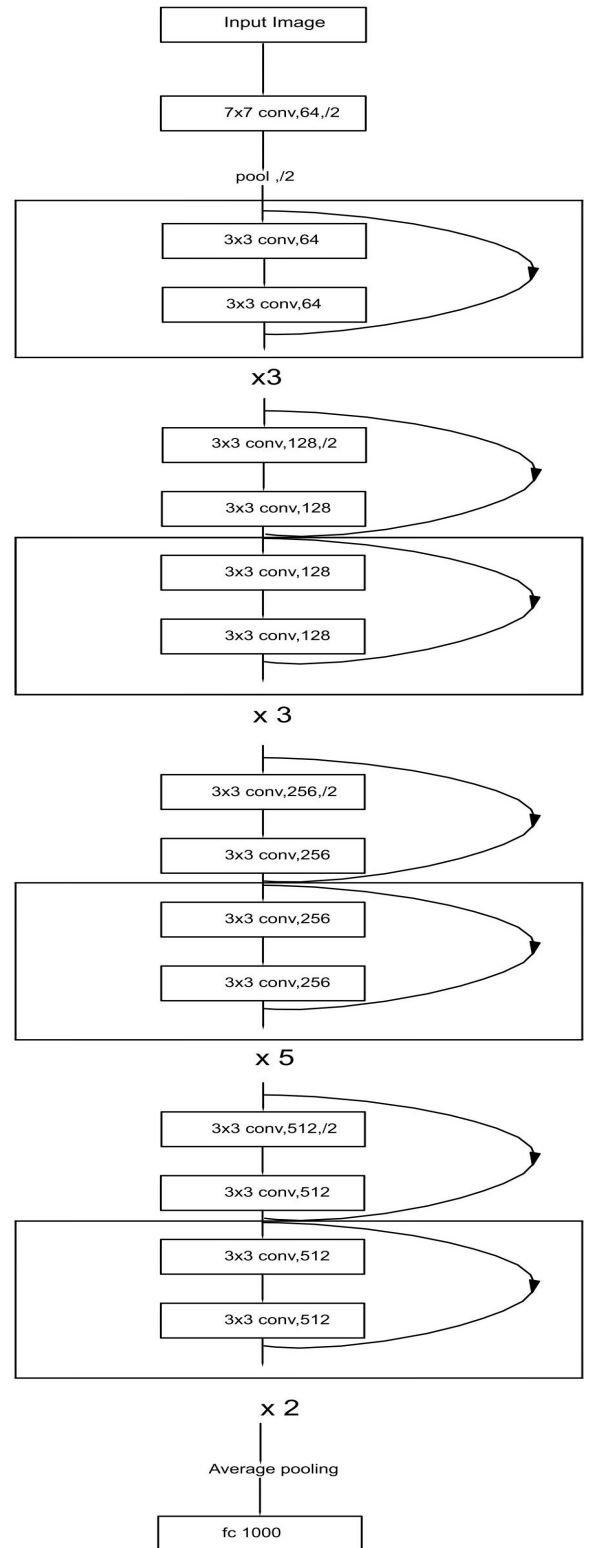 Input Image
7x7 conv,64,/2
pool ,/2
3x3 conv,64
3x3 conv,64
x3
3x3 conv,128,/2
3x3 conv,128
3x3 conv,128
3x3 conv,128
x 3
3x3 conv,256,/2
3x3 conv,256
3x3 conv,256
3x3 conv,256
x 5
3x3 conv,512,/2
3x3 conv,512
3x3 conv,512
3x3 conv,512
x 2
Average pooling
fc 1000